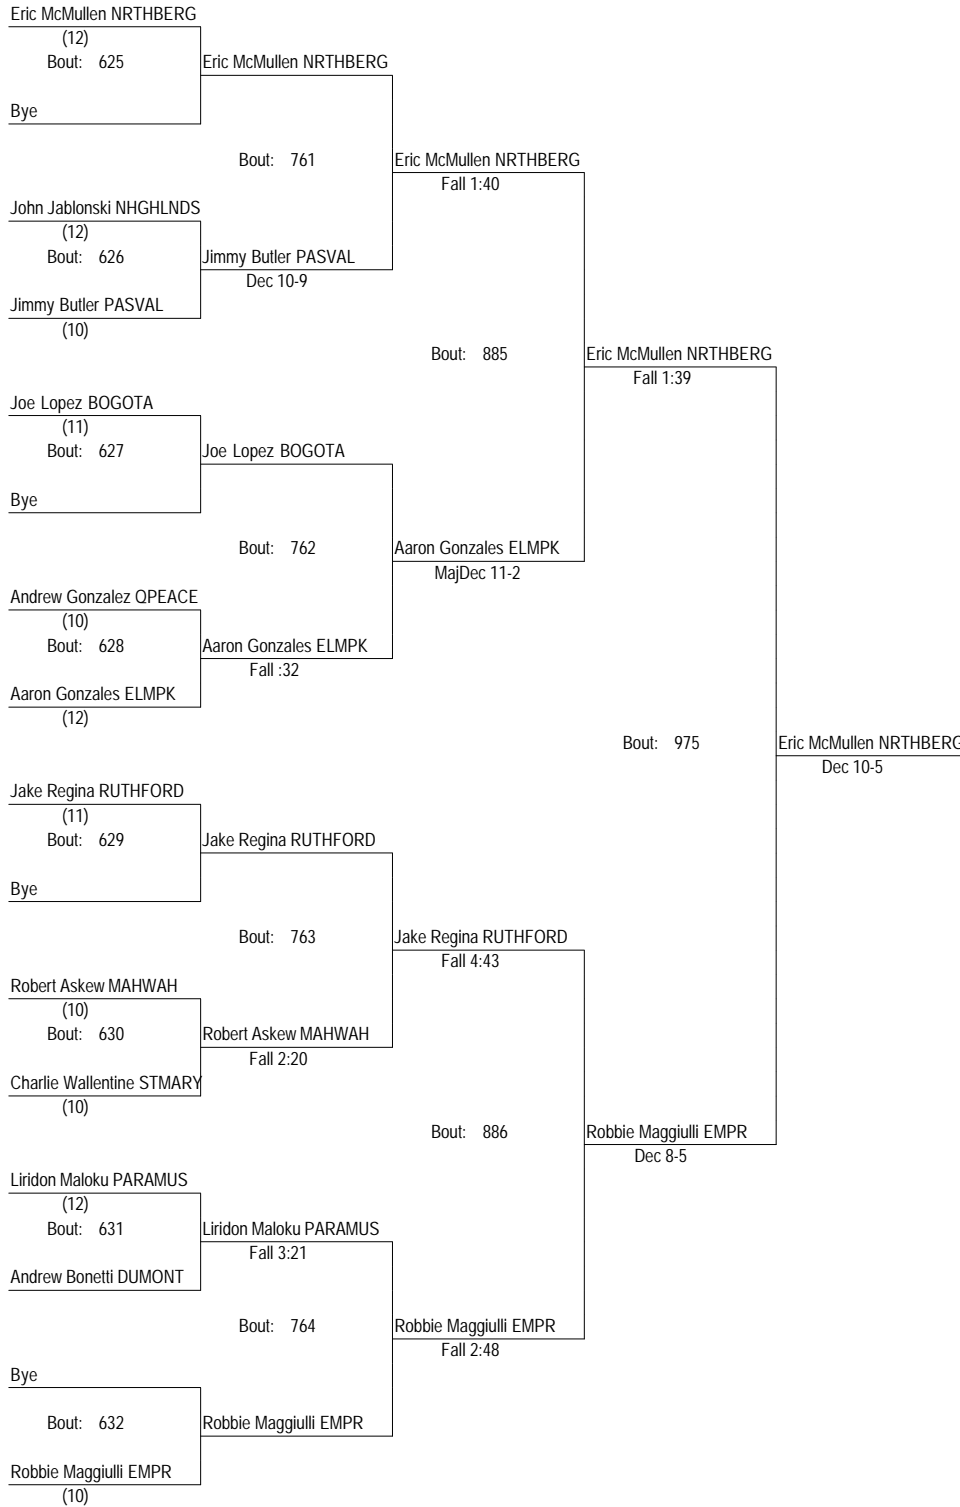 Eric McMullen NRTHBERG
(12)
Bout: 625
Eric McMullen NRTHBERG
Bye
Bout: 761
Eric McMullen NRTHBERG
Fall 1:40
John Jablonski NHGHLNDS
(12)
Bout: 626
Jimmy Butler PASVAL
Dec 10-9
Jimmy Butler PASVAL
(10)
Bout: 885
Eric McMullen NRTHBERG
Fall 1:39
Joe Lopez BOGOTA
(11)
Bout: 627
Joe Lopez BOGOTA
Bye
Bout: 762
Aaron Gonzales ELMPK
MajDec 11-2
Andrew Gonzalez QPEACE
(10)
Bout: 628
Aaron Gonzales ELMPK
Fall :32
Aaron Gonzales ELMPK
(12)
Bout: 975
Eric McMullen NRTHBERG
Dec 10-5
Jake Regina RUTHFORD
(11)
Bout: 629
Jake Regina RUTHFORD
Bye
Bout: 763
Jake Regina RUTHFORD
Fall 4:43
Robert Askew MAHWAH
(10)
Bout: 630
Robert Askew MAHWAH
Fall 2:20
Charlie Wallentine STMARY
(10)
Bout: 886
Robbie Maggiulli EMPR
Dec 8-5
Liridon Maloku PARAMUS
(12)
Bout: 631
Liridon Maloku PARAMUS
Fall 3:21
Andrew Bonetti DUMONT
Bout: 764
Robbie Maggiulli EMPR
Fall 2:48
Bye
Bout: 632
Robbie Maggiulli EMPR
Robbie Maggiulli EMPR
(10)